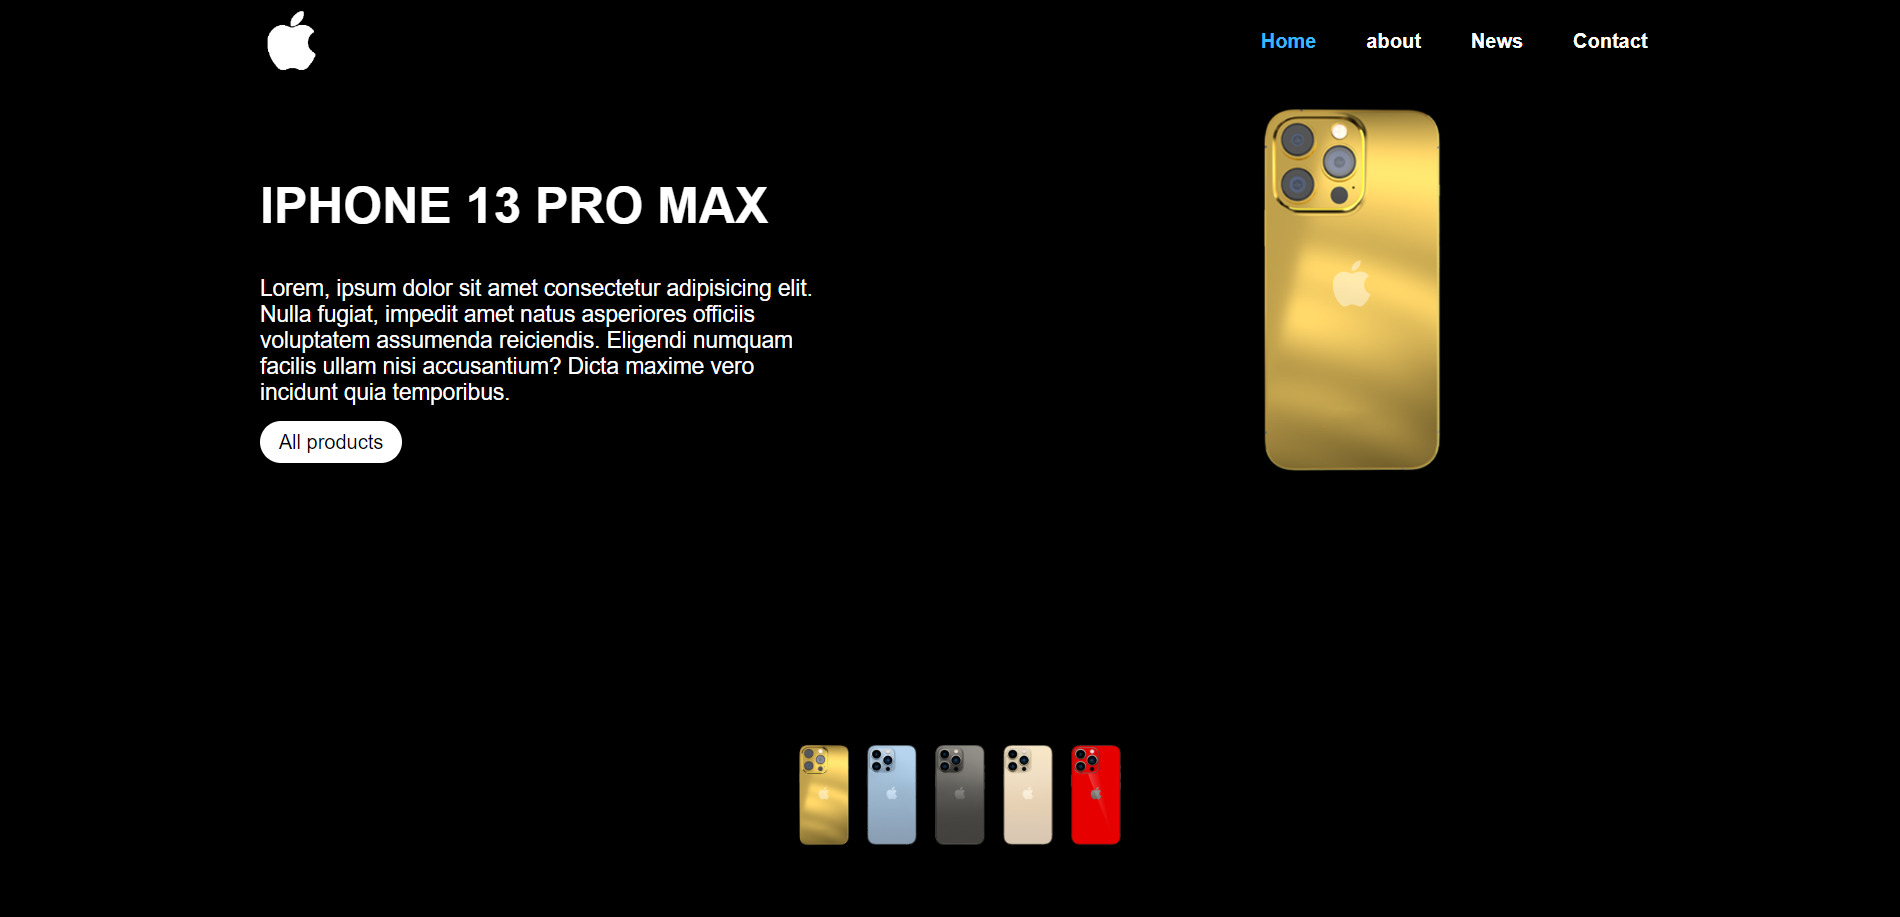 Home about News Contact
IPHONE 13 PRO MAX
Lorem, ipsum dolor sit amet consectetur adipisicing elit.
Nulla fugiat, impedit amet natus asperiores officiis
voluptatem assumenda reiciendis. Eligendi numquam
facilis ullam nisi accusantium? Dicta maxime vero
incidunt quia temporibus.
All products